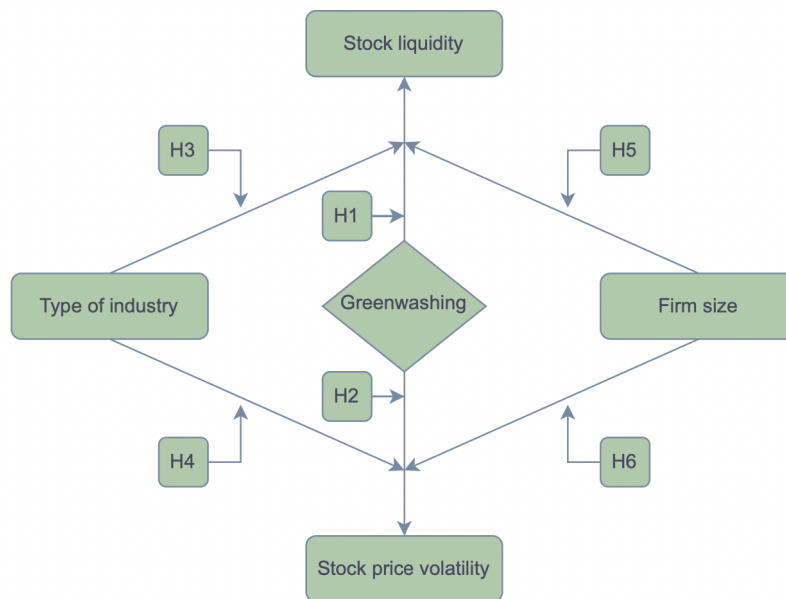 Stock liquidity
H3
H5
H1
Type of industry
Greenwashing
Firm size
H2
H4
H6
Stock price volatility